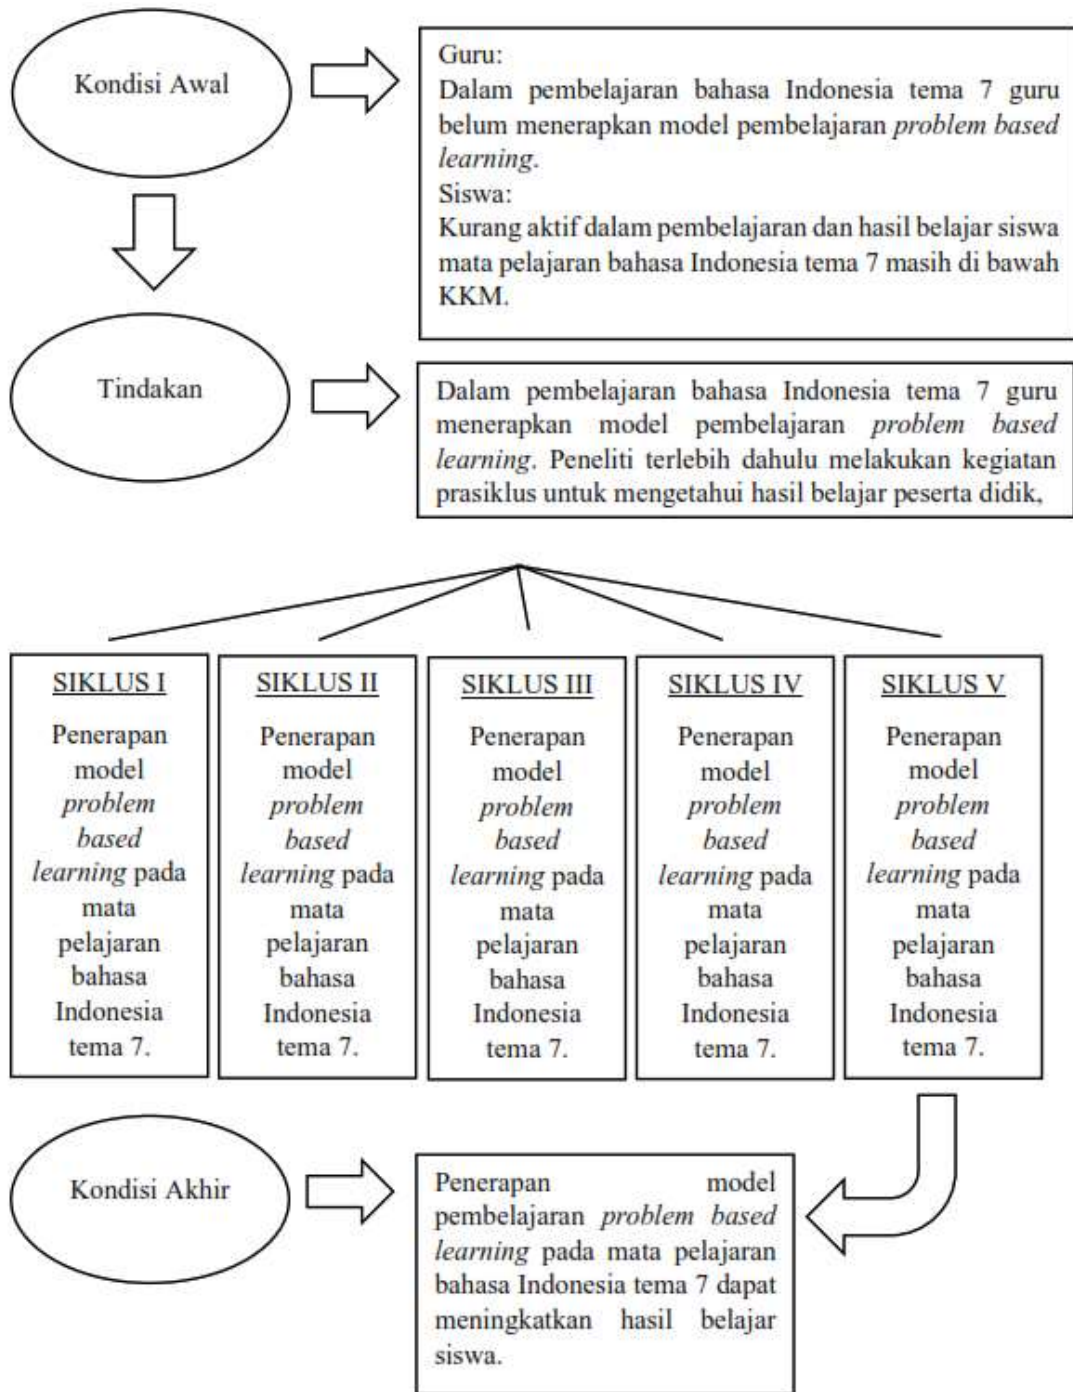 Kondisi Awal
Guru:
Dalam pembelajaran bahasa Indonesia tema 7 guru
belum menerapkan model pembelajaran problem based
learning.
Siswa:
Kurang aktif dalam pembelajaran dan hasil belajar siswa
mata pelajaran bahasa Indonesia tema 7 masih di bawah
KKM.
Tindakan
Dalam pembelajaran bahasa Indonesia tema 7 guru
menerapkan model pembelajaran problem based
learning. Peneliti terlebih dahulu melakukan kegiatan
prasiklus untuk mengetahui hasil belajar peserta didik,
SIKLUS I
Penerapan
model
problem
based
learning pada
mata
pelajaran
bahasa
Indonesia
tema 7.
SIKLUS II
Penerapan
model
problem
based
learning pada
mata
pelajaran
bahasa
Indonesia
tema 7.
SIKLUS III
Penerapan
model
problem
based
learning pada
mata
pelajaran
bahasa
Indonesia
tema 7.
SIKLUS IV
Penerapan
model
problem
based
learning pada
mata
pelajaran
bahasa
Indonesia
tema 7.
SIKLUS V
Penerapan
model
problem
based
learning pada
mata
pelajaran
bahasa
Indonesia
tema 7.
Kondisi Akhir
Penerapan model
pembelajaran problem based
learning pada mata pelajaran
bahasa Indonesia tema 7 dapat
meningkatkan hasil belajar
siswa.